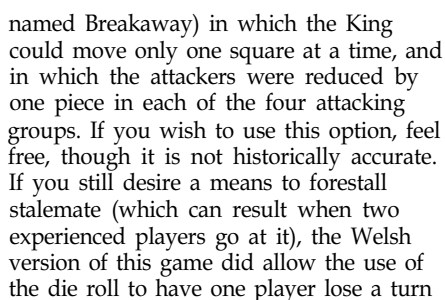 named Breakaway) in which the King
could move only one square at a time, and
in which the attackers were reduced by
one piece in each of the four attacking
groups. If you wish to use this option, feel
free, though it is not historically accurate.
If you still desire a means to forestall
stalemate (which can result when two
experienced players go at it), the Welsh
version of this game did allow the use of
the die roll to have one player lose a turn